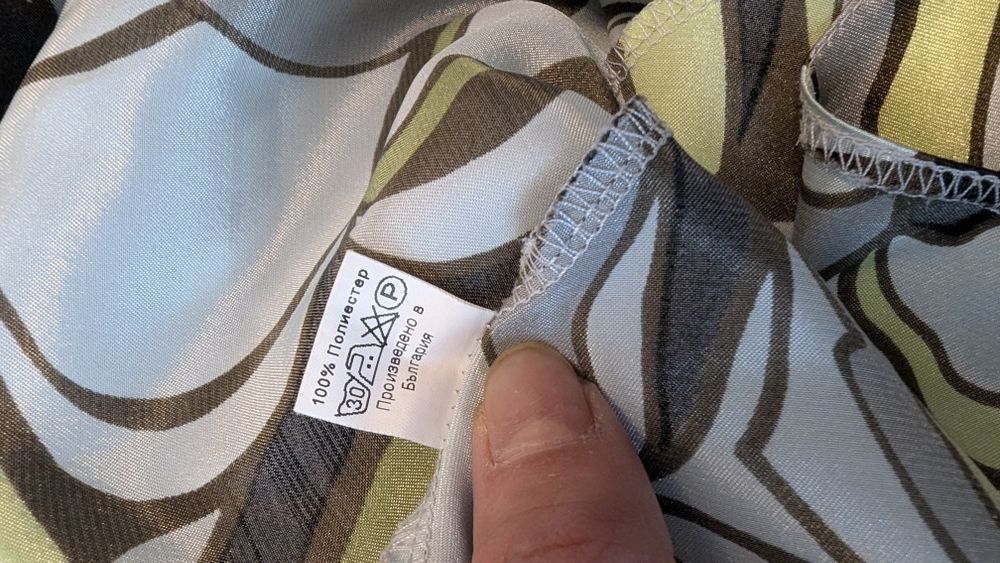 100% Полиестер
30 P
Произведено в
България